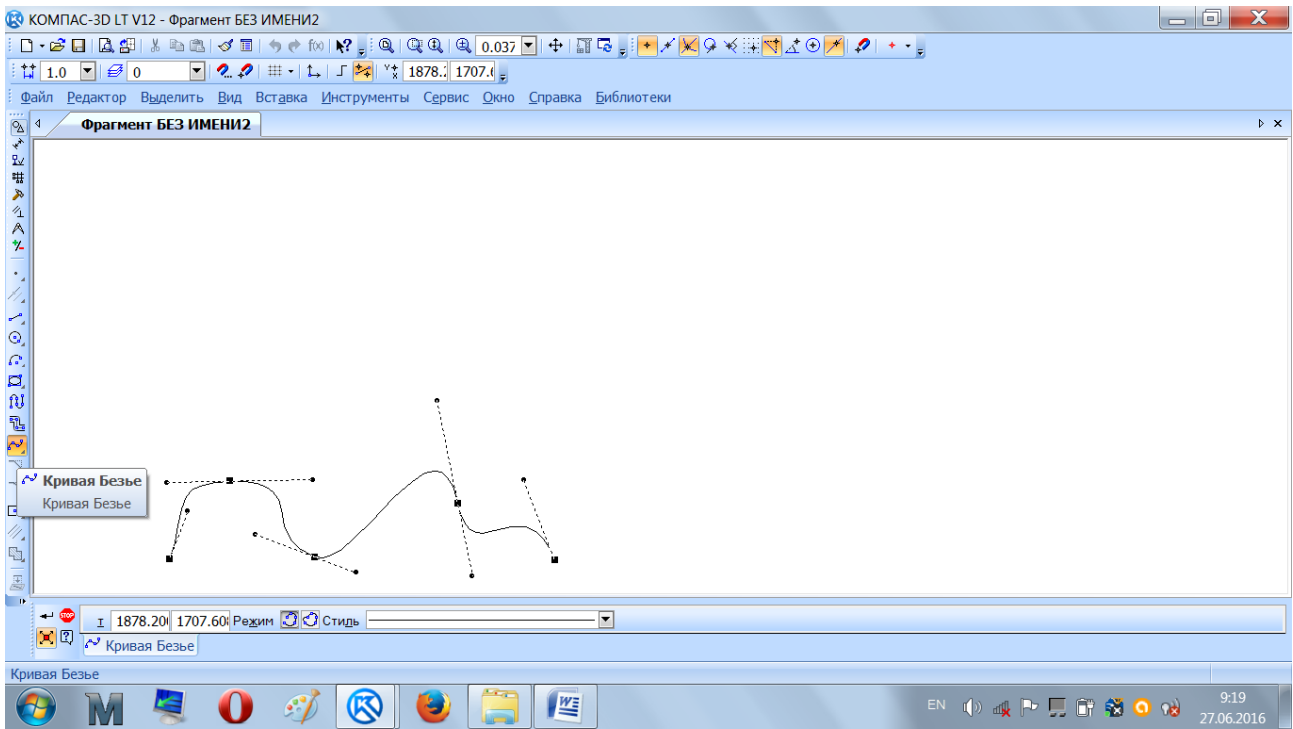 КОМПАС-3D LT V12 - Фрагмент БЕЗ ИМЕНИ2
0.037
1.0 0 1878.: 1707.6
Файл Редактор Выделить Вид Вставка Инструменты Сервис Окно Справка Библиотеки
Фрагмент БЕЗ ИМЕНИ2
Кривая Безье
Кривая Безье
т 1878.20 1707.60 Режим Стиль
Кривая Безье
Кривая Безье
EN 9:19
27.06.2016